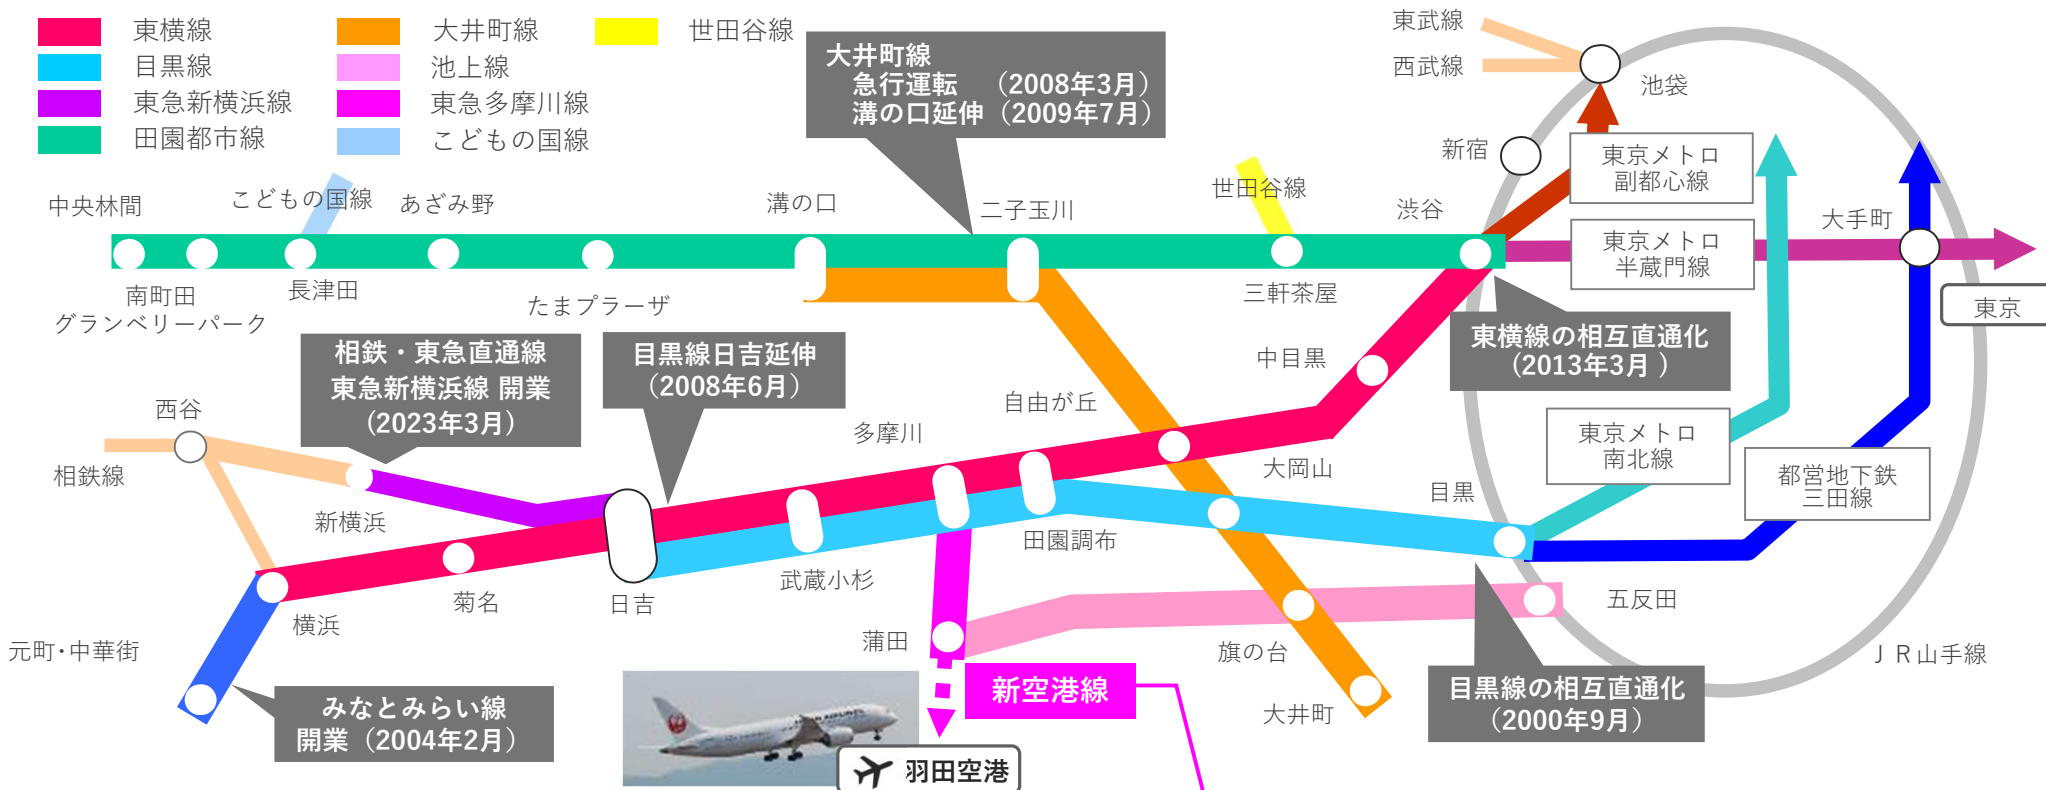 東横線
目黒線
東急新横浜線
田園都市線
大井町線
池上線
東急多摩川線
こどもの国線
世田谷線
大井町線
急行運転 （2008年3月）
溝の口延伸（2009年7月）
東武線
西武線
池袋
新宿
東京メトロ
副都心線
大手町
東京メトロ
半蔵門線
東京
中央林間
こどもの国線
あざみ野
溝の口
二子玉川
世田谷線
渋谷
南町田
グランベリーパーク
長津田
たまプラーザ
三軒茶屋
相鉄・東急直通線
東急新横浜線 開業
（2023年3月）
目黒線日吉延伸
（2008年6月）
中目黒
東横線の相互直通化
（2013年3月 ）
西谷
自由が丘
多摩川
相鉄線
新横浜
大岡山
目黒
東京メトロ
南北線
都営地下鉄
三田線
田園調布
武蔵小杉
日吉
菊名
横浜
元町･中華街
蒲田
五反田
旗の台
ＪＲ山手線
新空港線
大井町
目黒線の相互直通化
（2000年9月）
みなとみらい線
開業（2004年2月）
羽田空港